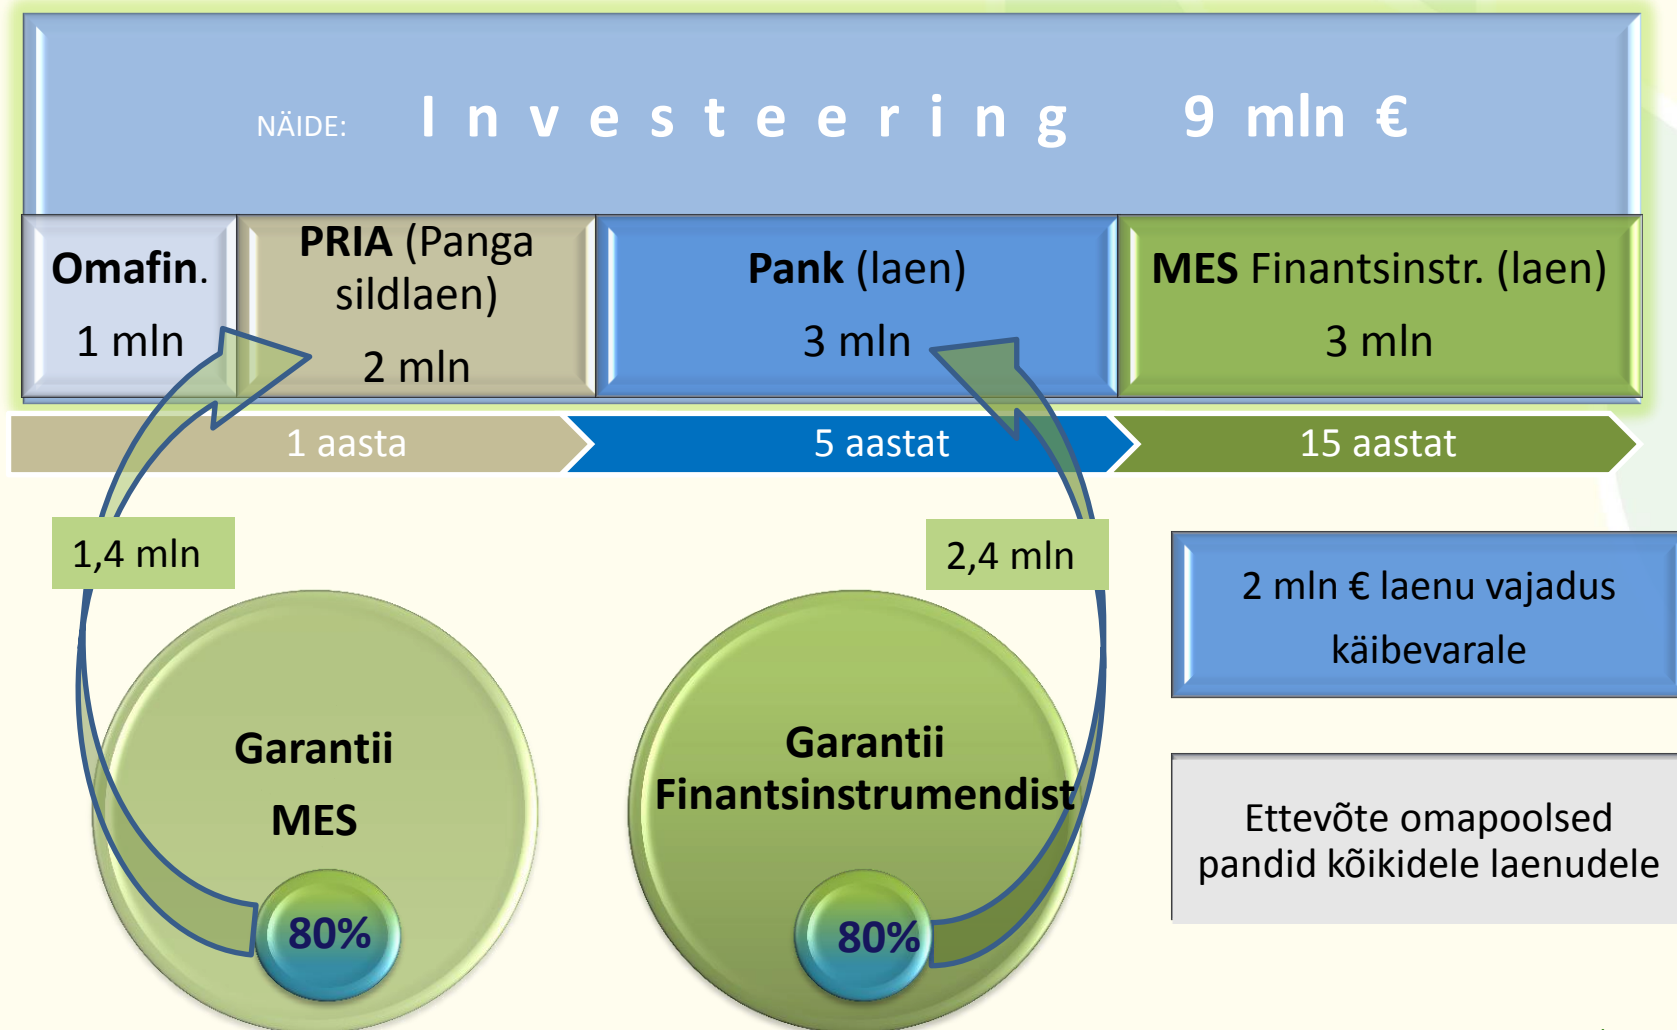 NÄIDE: Investeering 9 mln €
Omafin.
1 mln
PRIA (Panga
sildlaen)
2 mln
Pank (laen)
3 mln
MES Finantsinstr. (laen)
3 mln
1 aasta
5 aastat
15 aastat
1,4 mln
2,4 mln
2 mln € laenu vajadus
käibevarale
Garantii
MES
80%
Garantii
Finantsinstrumendist
80%
Ettevõte omapoolsed
pandid kõikidele laenudele